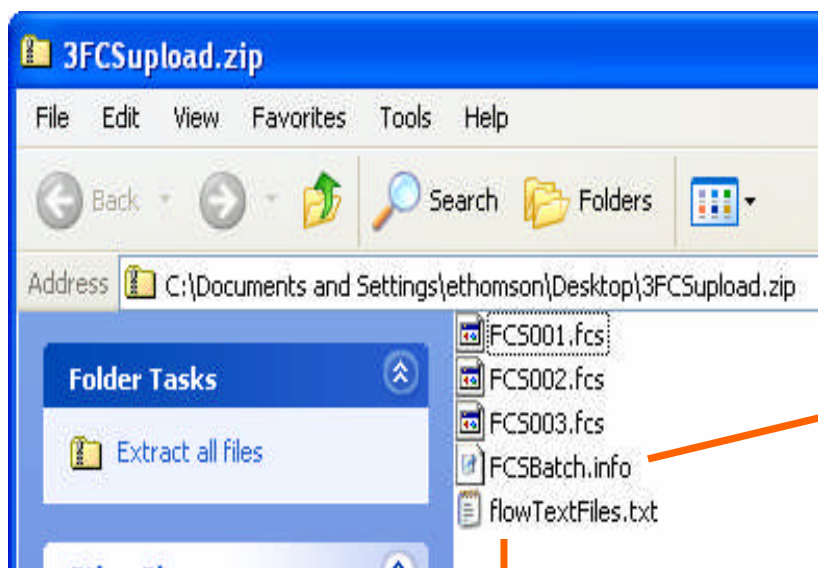 3FCSupload.zip
File Edit View Favorites Tools Help
Back Search Folders
Address C:\Documents and Settings\ethomson\Desktop\3FCSupload.zip
Folder Tasks
Extract all files
FCS001.fcs
FCS002.fcs
FCS003.fcs
FCSBatch.info
flowTextFiles.txt